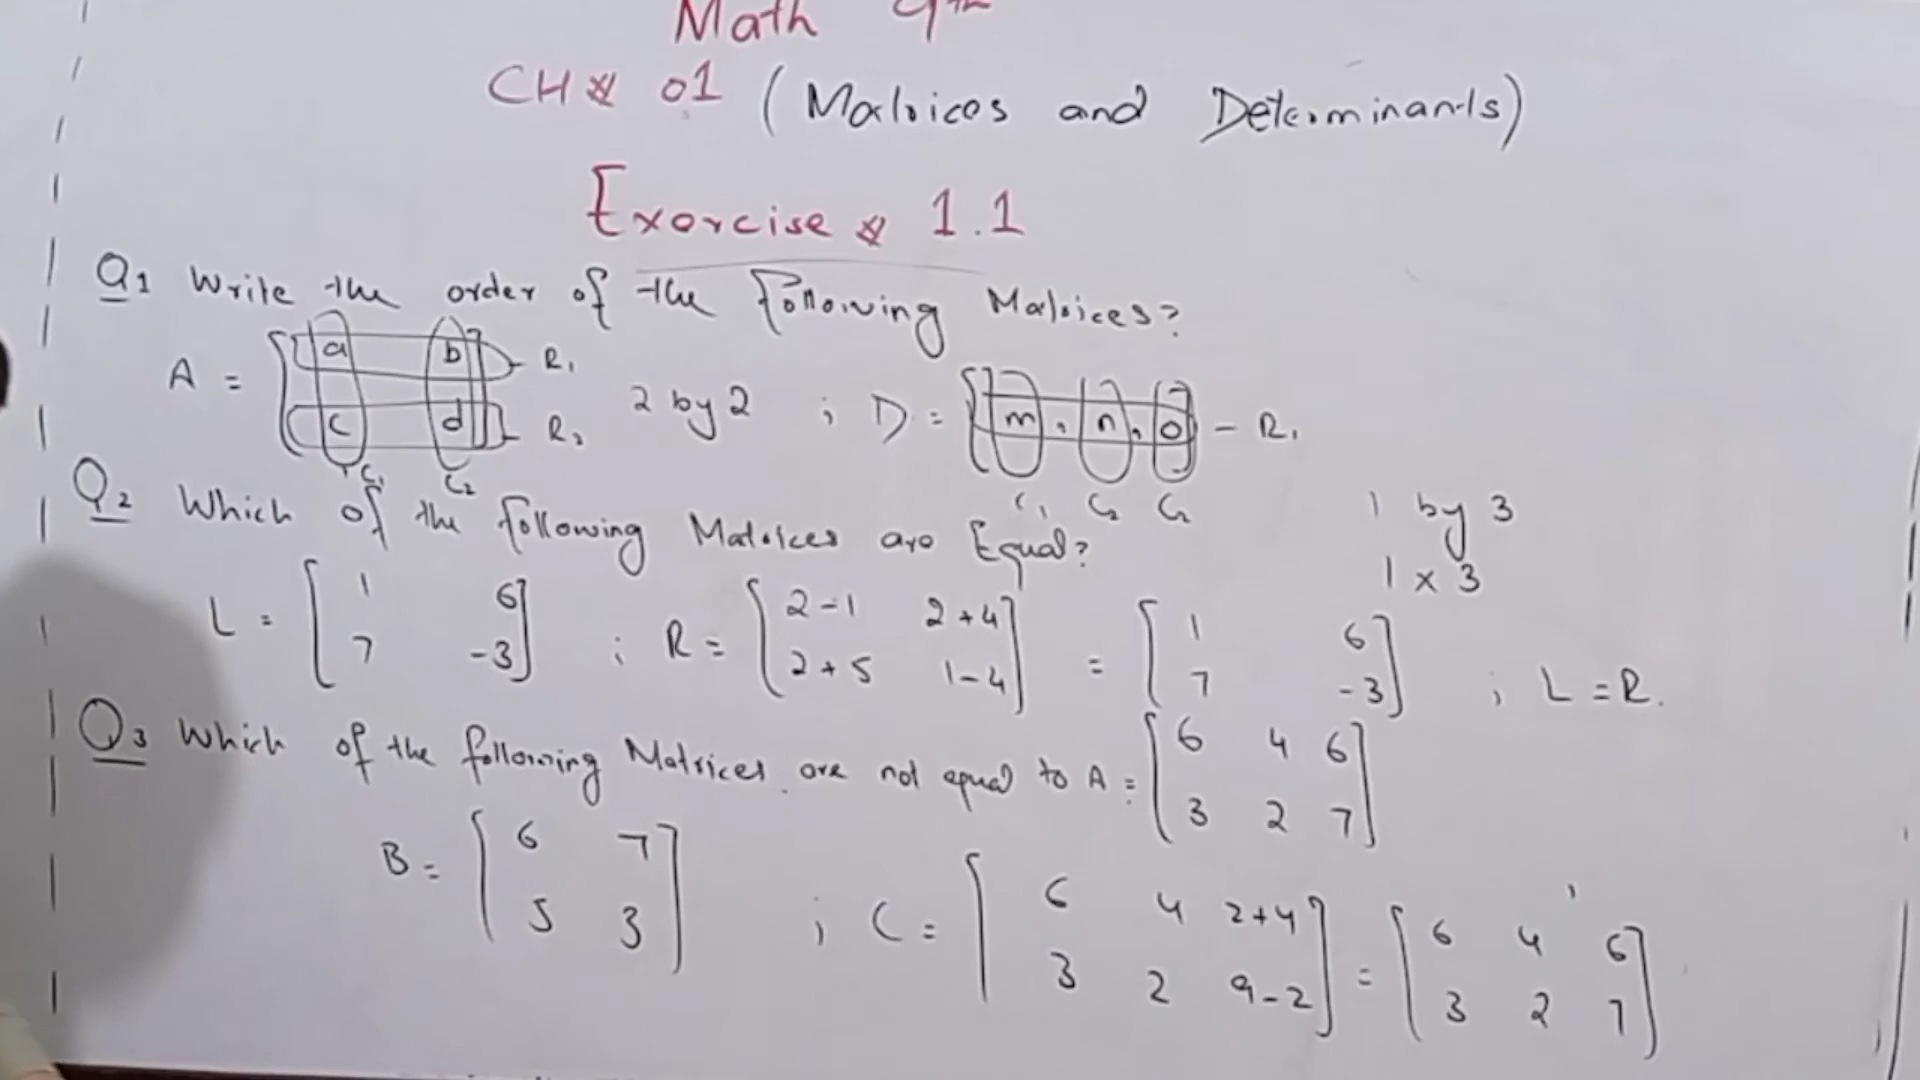 Math 9th
CH# 01 (Matrices and Determinants)
Exercise # 1.1
Q1 Write the order of the following Matrices?
A = [a b] R1
[c d] R2 2 by 2 ; D = [m, n, o] - R1
C1 C2 C1 C2 C2 1 by 3
1 x 3
Q2 Which of the following Matrices are Equal?
L = [1 6] ; R = [2-1 2+4] = [1 6]
[7 -3] [2+5 1-4] [7 -3] ; L = R.
Q3 Which of the following Matrices are not equal to A = [6 4 6]
[3 2 7]
B = [6 7] ; C = [6 4 2+4] = [6 4 6]
[5 3] [3 2 9-2] [3 2 7]